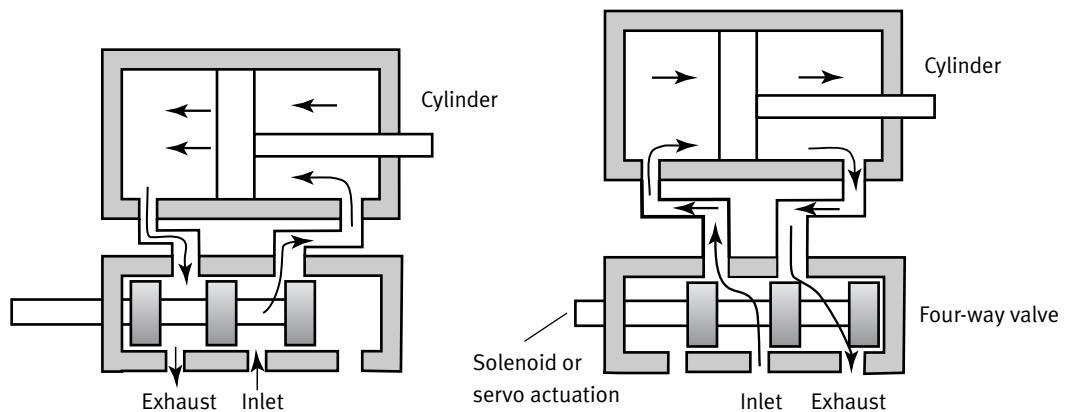 Cylinder
Cylinder
Four-way valve
Solenoid or
servo actuation
Exhaust Inlet
Inlet Exhaust